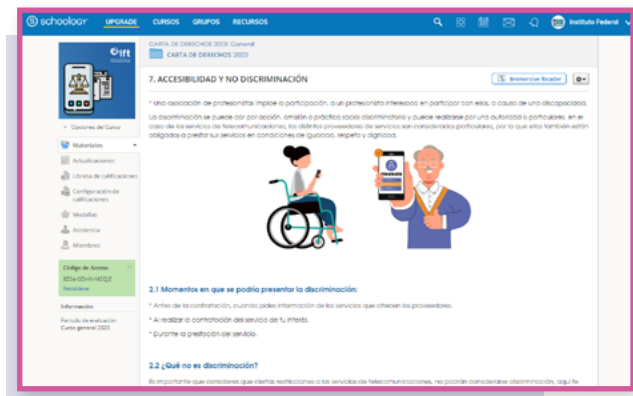 schoology UPGRADE CURSOS GRUPOS RECURSOS Instituto Federal
ift
CARTA DE DERECHOS 2023: General
CARTA DE DERECHOS 2023
7. ACCESIBILIDAD Y NO DISCRIMINACIÓN Immersive Reader
* Una asociación de profesionistas impide la participación, a un profesionista interesado en participar con ellos, a causa de una discapacidad.
La discriminación se puede dar por acción, omisión o práctica social discriminatoria y puede realizarse por una autoridad o particulares, en el
caso de los servicios de telecomunicaciones, los distintos proveedores de servicios son considerados particulares, por lo que ellos también están
obligados a prestar sus servicios en condiciones de igualdad, respeto y dignidad.
Opciones del Curso
Materiales
Actualizaciones
Libreta de calificaciones
Configuración de
calificaciones
Medallas
Asistencia
Miembros
Código de Acceso
Restablecer
Información
Periodo de evaluación
Curso general 2023
2.1 Momentos en que se podría presentar la discriminación:
* Antes de la contratación, cuando pides información de los servicios que ofrecen los proveedores.
* Al realizar la contratación del servicio de tu interés.
* Durante la prestación del servicio.
2.2 ¿Qué no es discriminación?
Es importante que consideres que ciertas restricciones a los servicios de telecomunicaciones, no podrán considerarse discriminación, aquí te